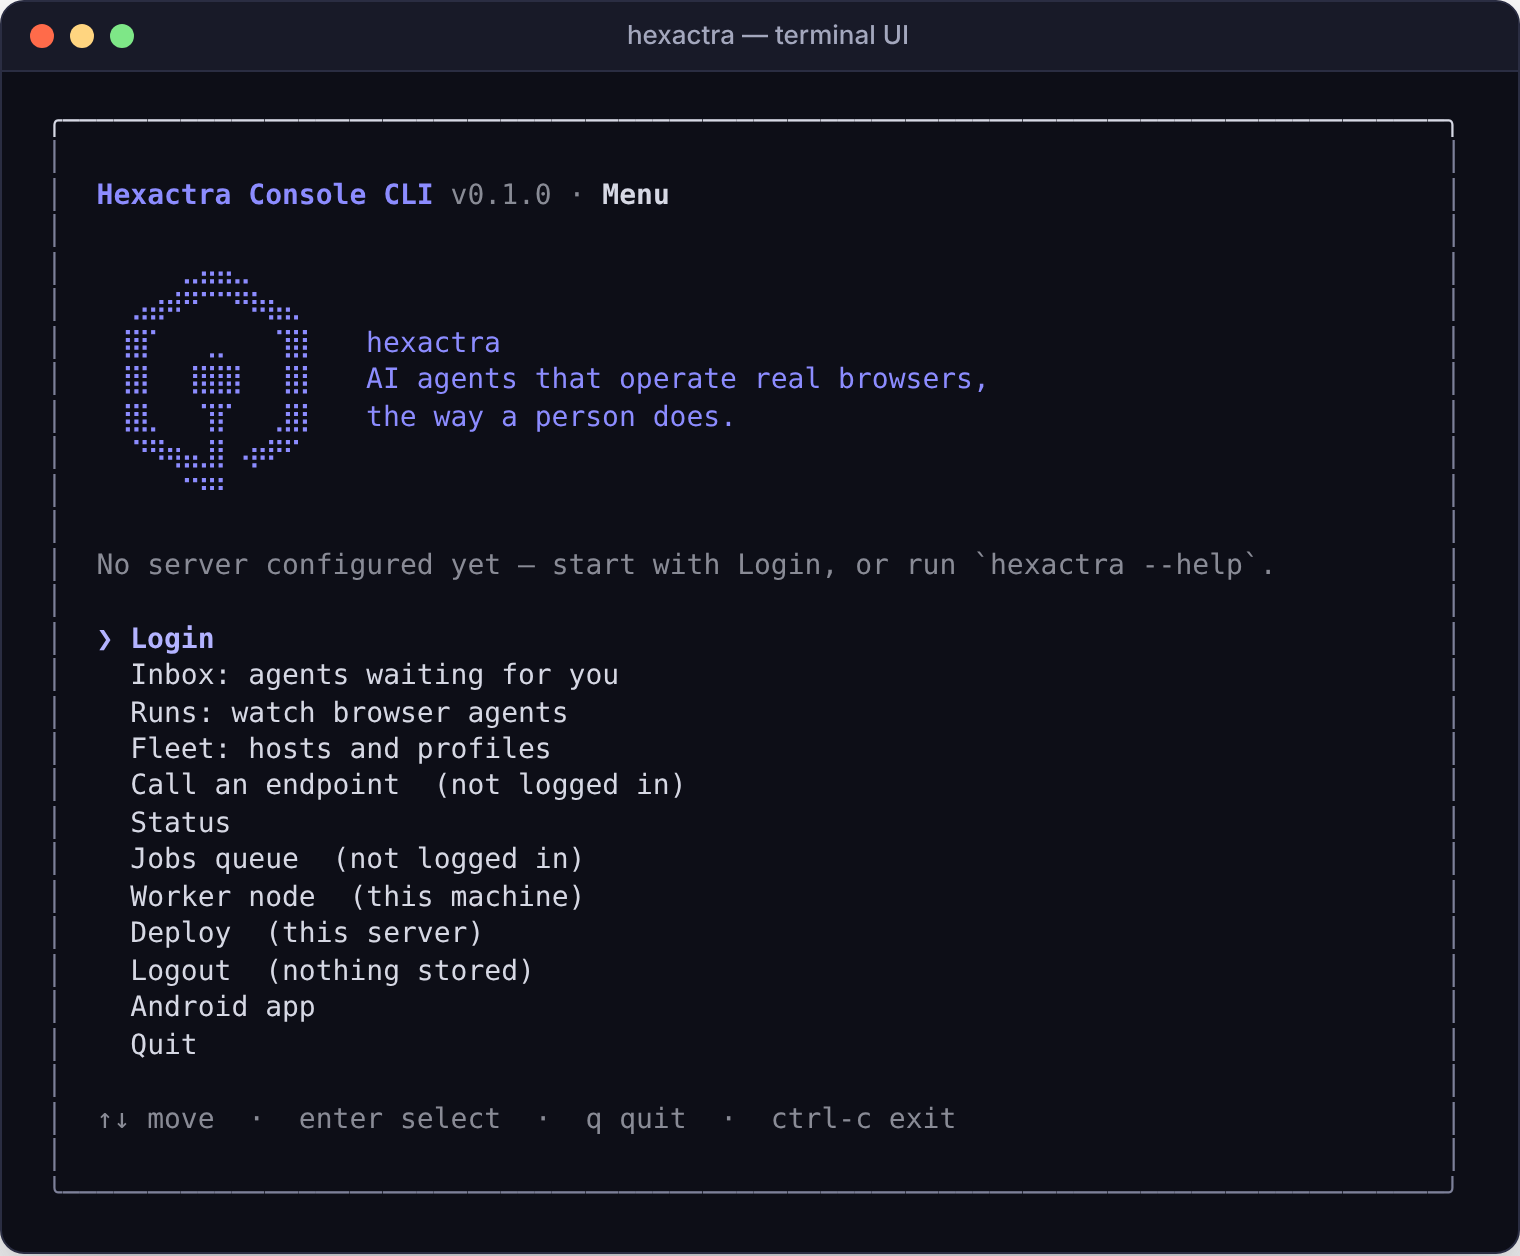 hexactra — terminal UI
Hexactra Console CLI v0.1.0 · Menu
hexactra
AI agents that operate real browsers,
the way a person does.
No server configured yet — start with Login, or run `hexactra --help`.
❯ Login
Inbox: agents waiting for you
Runs: watch browser agents
Fleet: hosts and profiles
Call an endpoint  (not logged in)
Status
Jobs queue  (not logged in)
Worker node  (this machine)
Deploy  (this server)
Logout  (nothing stored)
Android app
Quit
↑↓ move  ·  enter select  ·  q quit  ·  ctrl-c exit